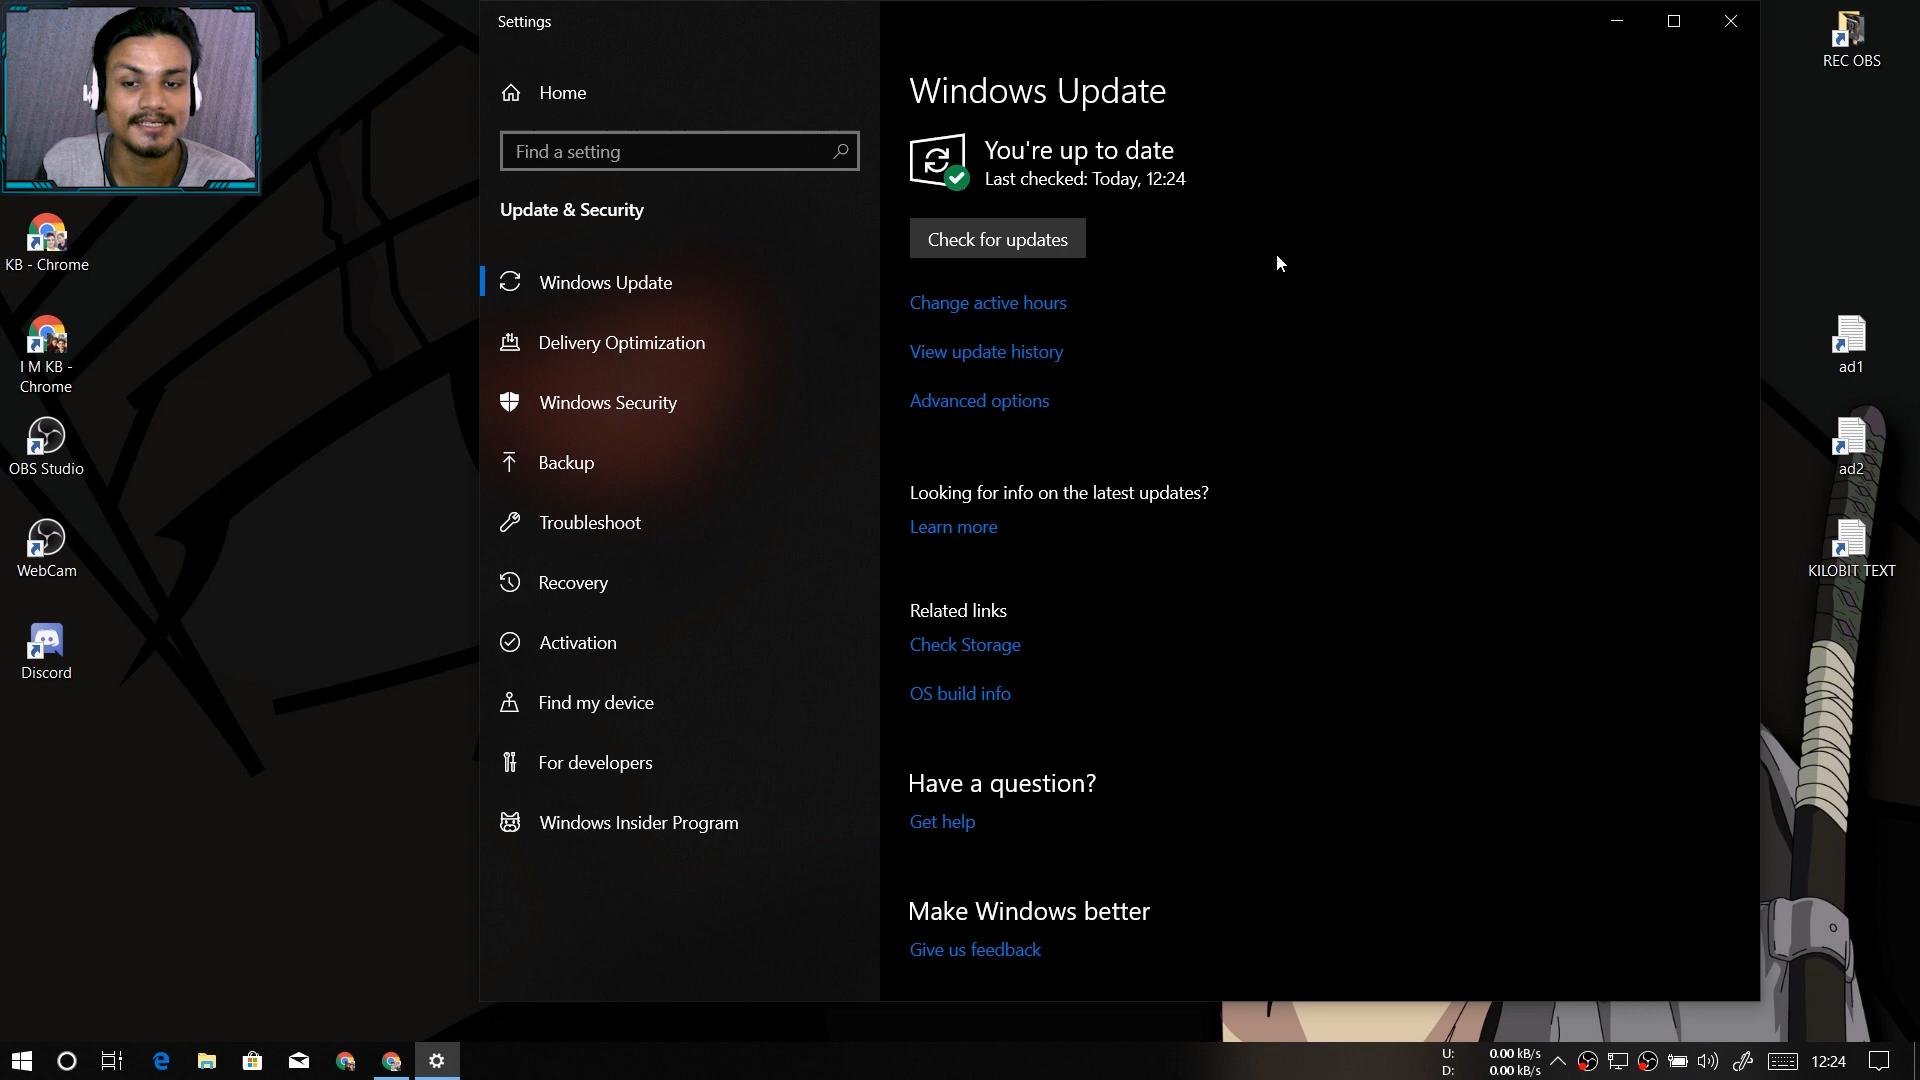 Settings
Home
Find a setting
Update & Security
Windows Update
Delivery Optimization
Windows Security
Backup
Troubleshoot
Recovery
Activation
Find my device
For developers
Windows Insider Program
Windows Update
You're up to date
Last checked: Today, 12:24
Check for updates
Change active hours
View update history
Advanced options
Looking for info on the latest updates?
Learn more
Related links
Check Storage
OS build info
Have a question?
Get help
Make Windows better
Give us feedback
KB - Chrome
I M KB -
Chrome
OBS Studio
WebCam
Discord
REC OBS
ad1
ad2
KILOBIT TEXT
U: 0.00 kB/s
D: 0.00 kB/s
12:24